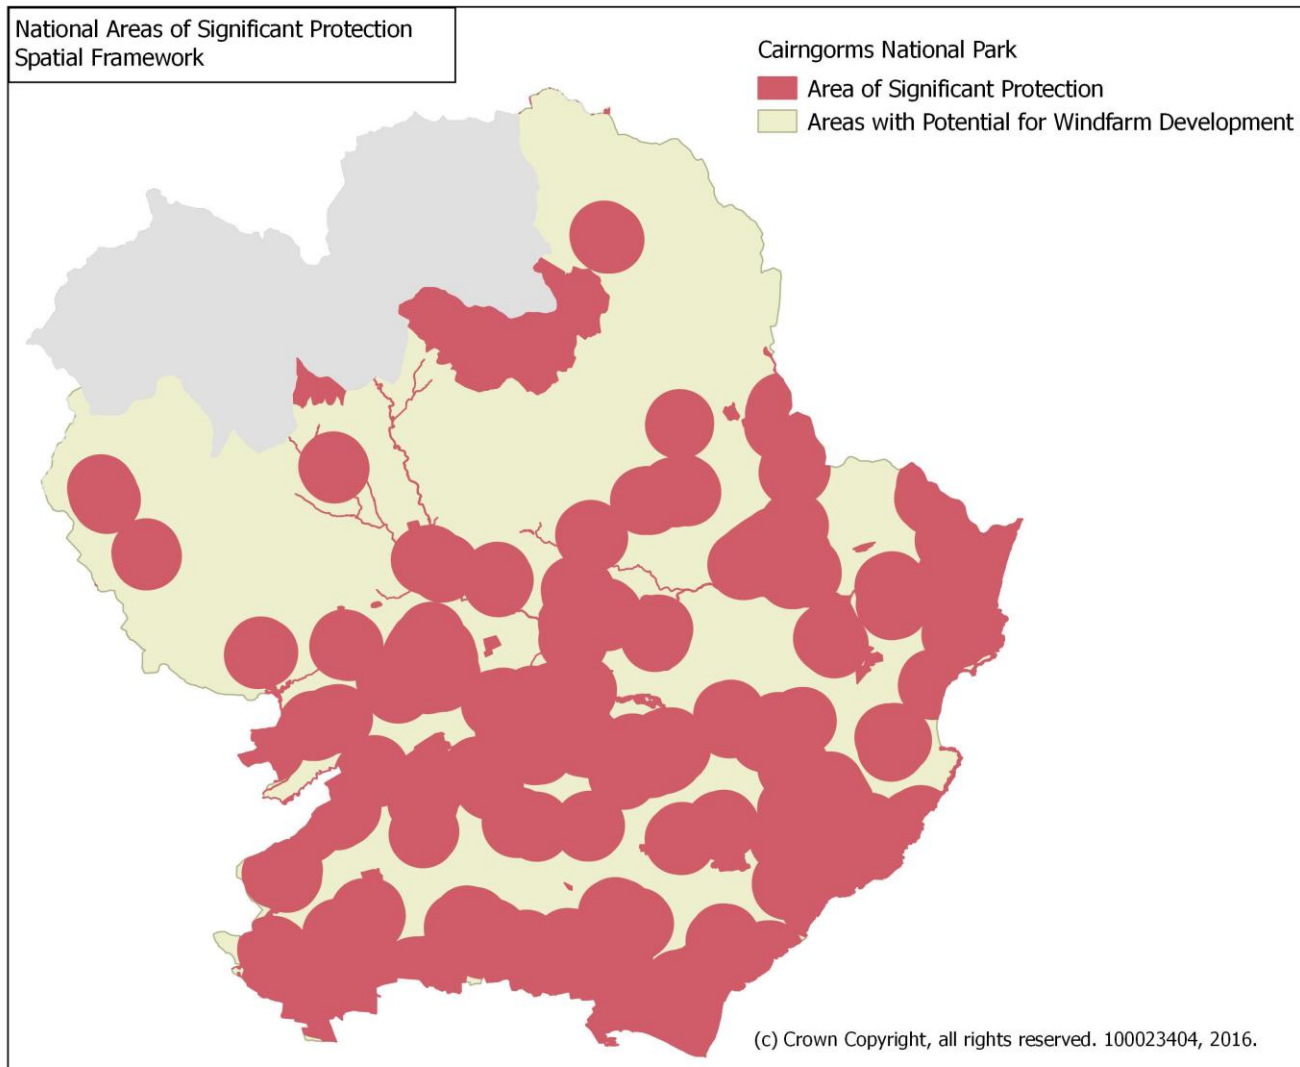 National Areas of Significant Protection
Spatial Framework
Cairngorms National Park
Area of Significant Protection
Areas with Potential for Windfarm Development
(c) Crown Copyright, all rights reserved. 100023404, 2016.